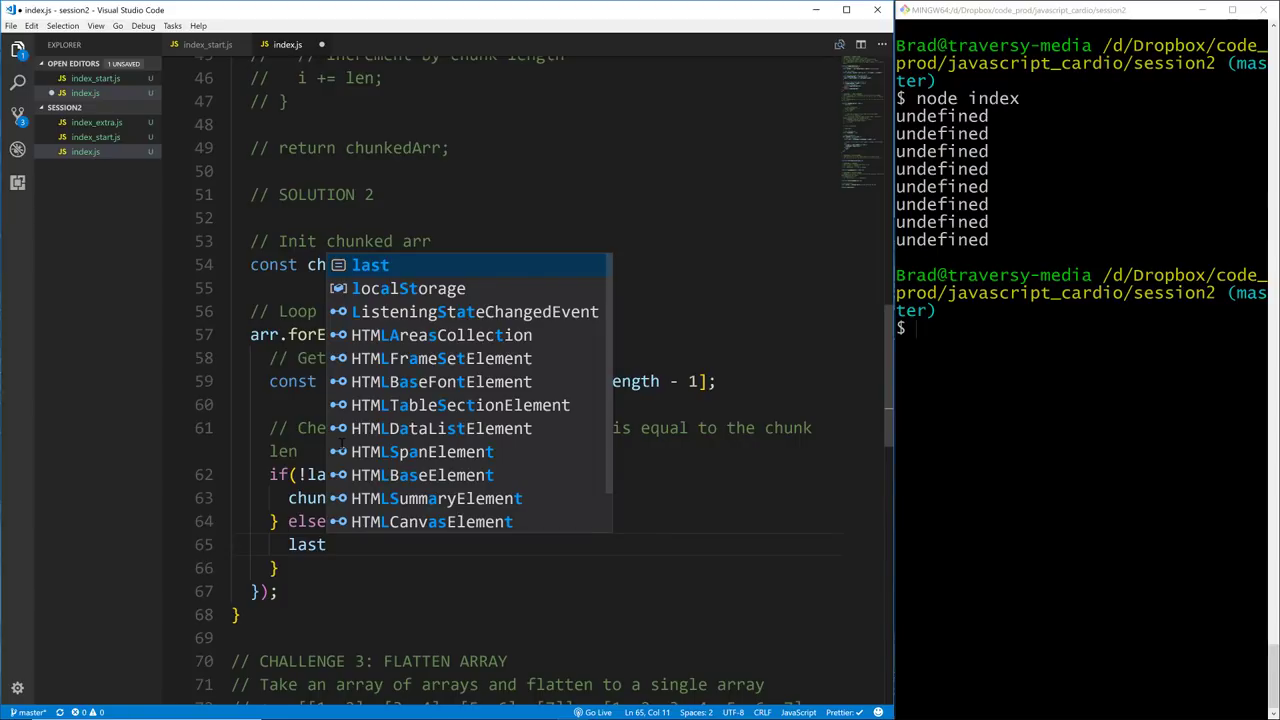 index.js - session2 - Visual Studio Code
File Edit Selection View Go Debug Tasks Help
EXPLORER
OPEN EDITORS 1 UNSAVED
index_start.js U
index.js U
SESSION2
index_extra.js U
index_start.js U
index.js U
index_start.js
index.js
// Increment by chunk length
46 i += len;
47 // }
48
49 // return chunkedArr;
50
51 // SOLUTION 2
52
53 // Init chunked arr
54 const ch
55
56 // Loop
57 arr.forE
58 // Get
59 const ength - 1];
60
61 // Che is equal to the chunk
len
62 if(!la
63 chun
64 } else
65 last
66 }
67 });
68 }
69
70 // CHALLENGE 3: FLATTEN ARRAY
71 // Take an array of arrays and flatten to a single array
last
localStorage
ListeningStateChangedEvent
HTMLAreasCollection
HTMLFrameSetElement
HTMLBaseFontElement
HTMLTableSectionElement
HTMLDataListElement
HTMLSpanElement
HTMLBaseElement
HTMLSummaryElement
HTMLCanvasElement
master* 0 0 Go Live Ln 65, Col 11 Spaces: 2 UTF-8 CRLF JavaScript Prettier: ✓
MINGW64:/d/Dropbox/code_prod/javascript_cardio/session2
Brad@traversy-media /d/Dropbox/code_
prod/javascript_cardio/session2 (mas
ter)
$ node index
undefined
undefined
undefined
undefined
undefined
undefined
undefined
undefined
Brad@traversy-media /d/Dropbox/code_
prod/javascript_cardio/session2 (mas
ter)
$